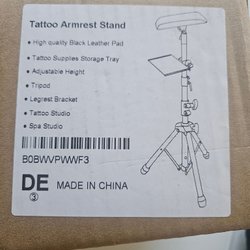 Tattoo Armrest Stand
• High quality Black Leather Pad
• Tattoo Supplies Storage Tray
• Adjustable Height
• Tripod
• Legrest Bracket
• Tattoo Studio
• Spa Studio
B0BWVPWWF3
DE MADE IN CHINA
③